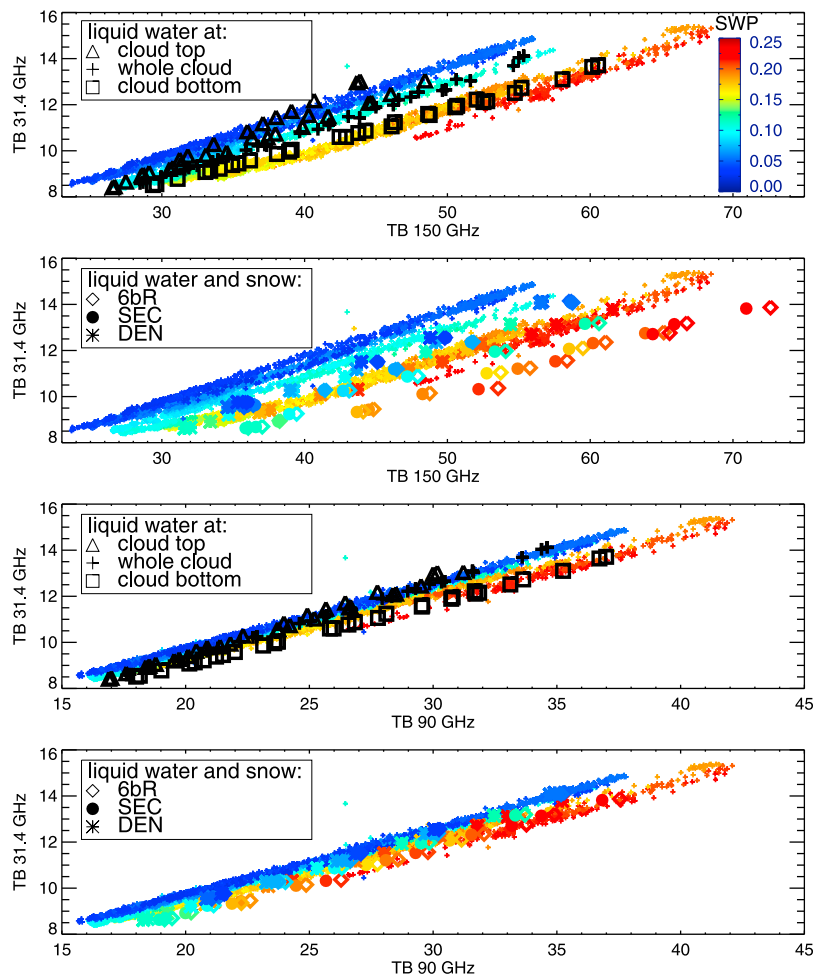 16
14
12
10
8
TB 31.4 GHz
liquid water at:
cloud top
whole cloud
cloud bottom
SWP
0.25
0.20
0.15
0.10
0.05
0.00
30 40 50 60 70
TB 150 GHz
16
14
12
10
8
TB 31.4 GHz
liquid water and snow:
6bR
SEC
DEN
30 40 50 60 70
TB 150 GHz
16
14
12
10
8
TB 31.4 GHz
liquid water at:
cloud top
whole cloud
cloud bottom
15 20 25 30 35 40 45
TB 90 GHz
16
14
12
10
8
TB 31.4 GHz
liquid water and snow:
6bR
SEC
DEN
15 20 25 30 35 40 45
TB 90 GHz